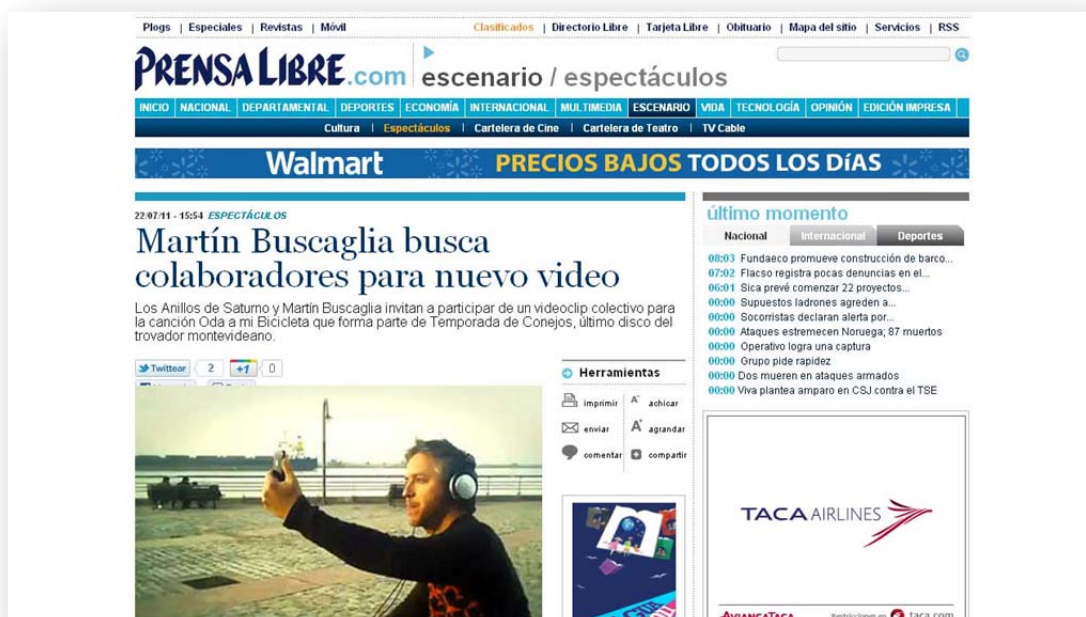 Plogs | Especiales | Revistas | Móvil
Clasificados | Directorio Libre | Tarjeta Libre | Obituario | Mapa del sitio | Servicios | RSS
PRENSA LIBRE.com
escenario / espectáculos
INICIO NACIONAL DEPARTAMENTAL DEPORTES ECONOMÍA INTERNACIONAL MULTIMEDIA ESCENARIO VIDA TECNOLOGÍA OPINIÓN EDICIÓN IMPRESA
Cultura | Espectáculos | Cartelera de Cine | Cartelera de Teatro | TV Cable
Walmart PRECIOS BAJOS TODOS LOS DíAS
22/07/11 - 15:54 ESPECTÁCULOS
Martín Buscaglia busca
colaboradores para nuevo video
Los Anillos de Saturno y Martín Buscaglia invitan a participar de un videoclip colectivo para
la canción Oda a mi Bicicleta que forma parte de Temporada de Conejos, último disco del
trovador montevideano.
Twittear 2 +1 0
Herramientas
imprimir A- achicar
enviar A+ agrandar
comentar compartir
último momento
Nacional Internacional Deportes
08:03 Fundaeco promueve construcción de barco...
07:02 Flacso registra pocas denuncias en el...
06:01 Sica prevé comenzar 22 proyectos...
00:00 Supuestos ladrones agreden a...
00:00 Socorristas declaran alerta por...
00:00 Ataques estremecen Noruega; 87 muertos
00:00 Operativo logra una captura
00:00 Grupo pide rapidez
00:00 Dos mueren en ataques armados
00:00 Viva plantea amparo en CSJ contra el TSE
TACA AIRLINES
AVIANCATACA
taca.com